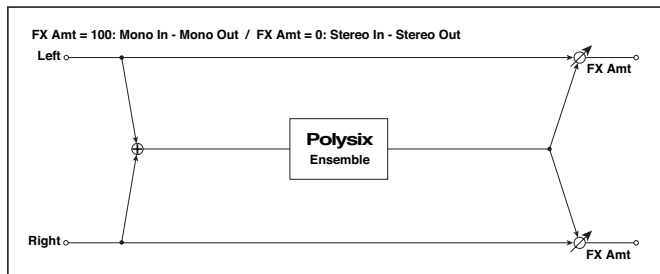 FX Amt = 100: Mono In - Mono Out / FX Amt = 0: Stereo In - Stereo Out
Left
FX Amt
Polysix
Ensemble
Right
FX Amt